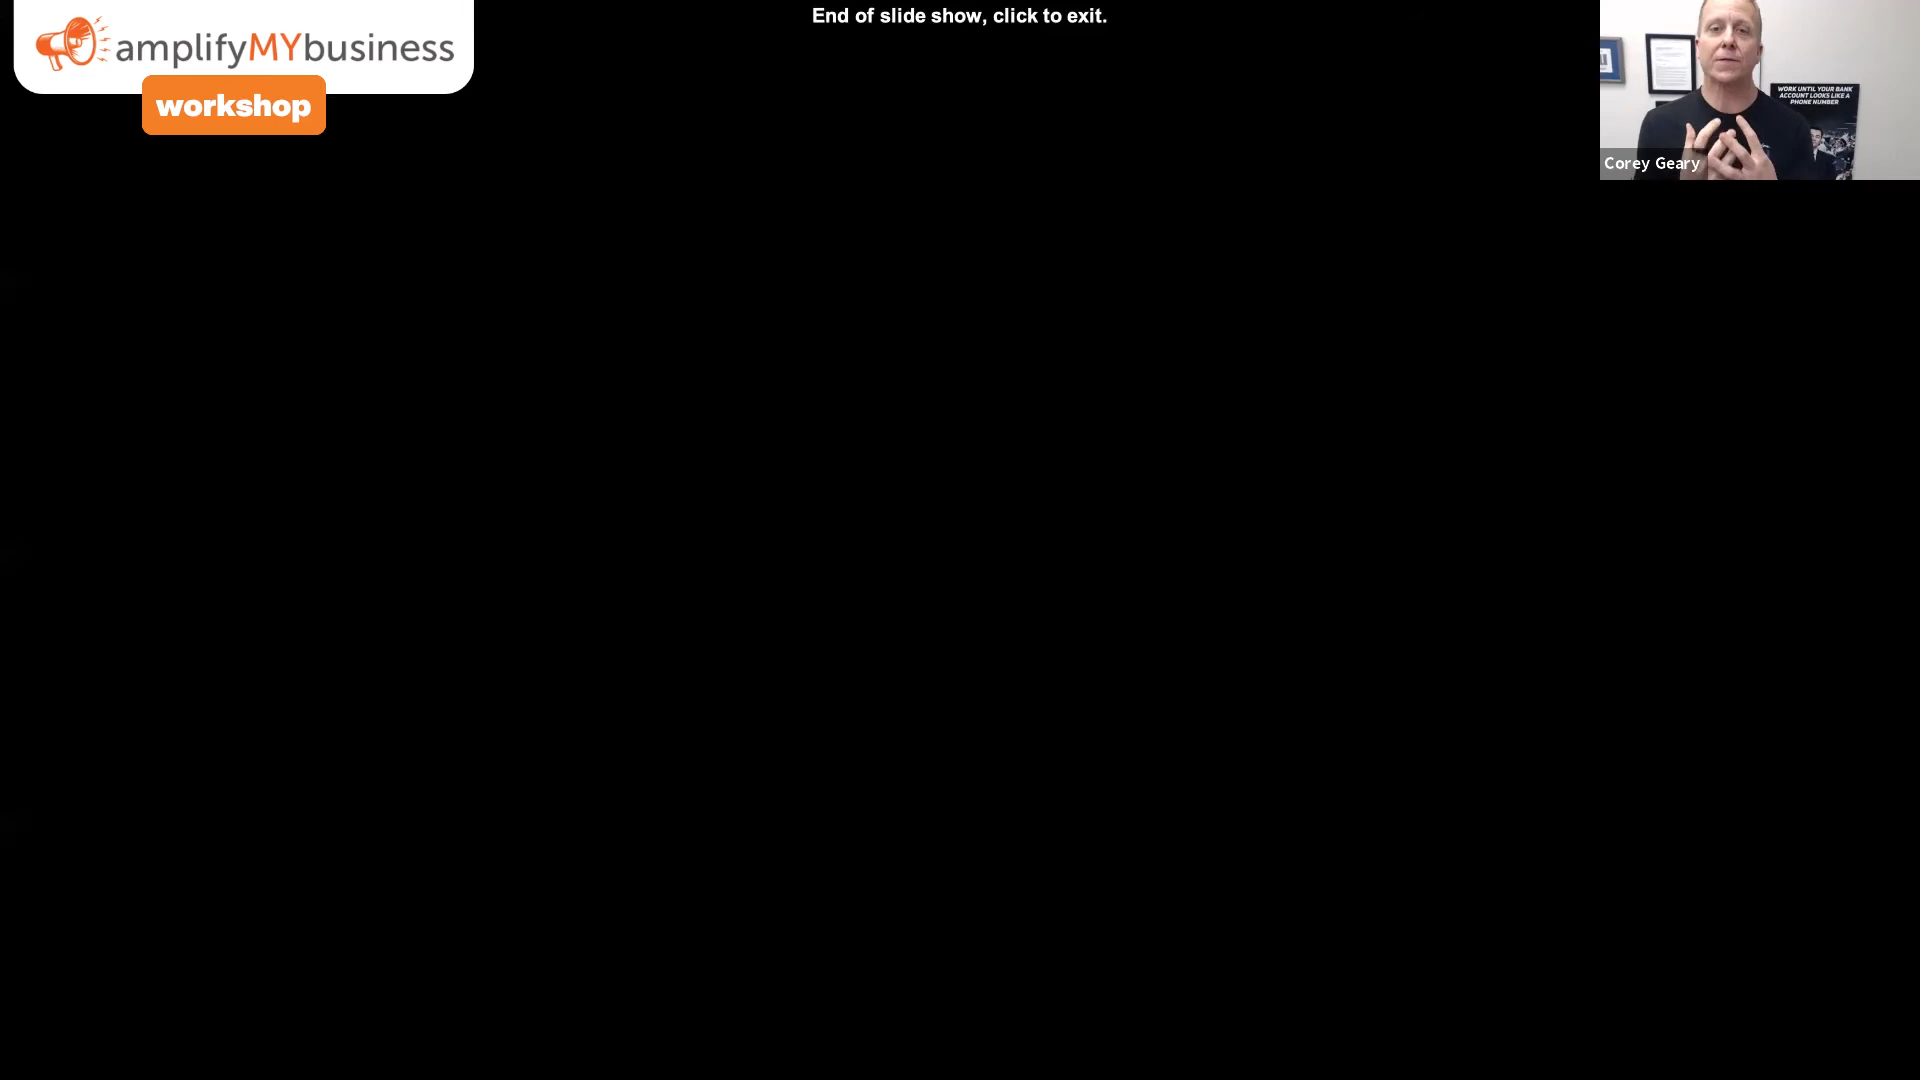 amplifyMYbusiness
workshop
End of slide show, click to exit.
WORK UNTIL YOUR BANK
ACCOUNT LOOKS LIKE A
PHONE NUMBER
Corey Geary